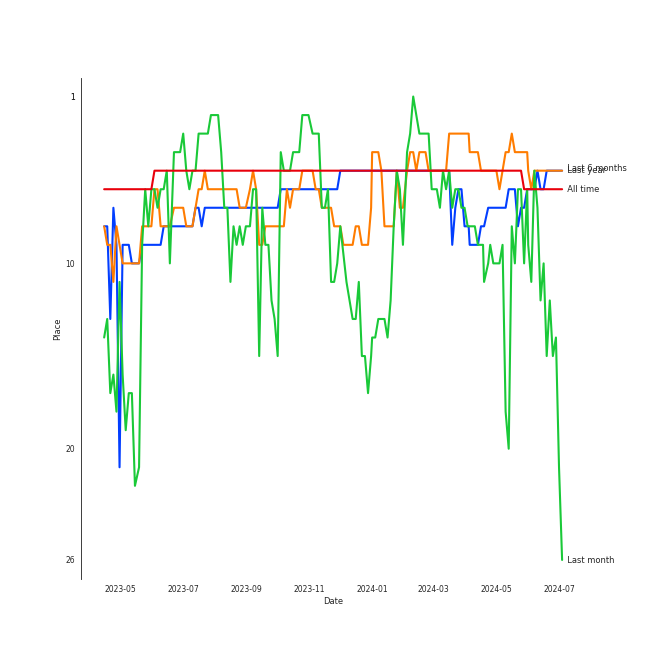 1
10
20
26
Place
2023-05 2023-07 2023-09 2023-11 2024-01 2024-03 2024-05 2024-07
Date
Last 6 months
Last year
All time
Last month